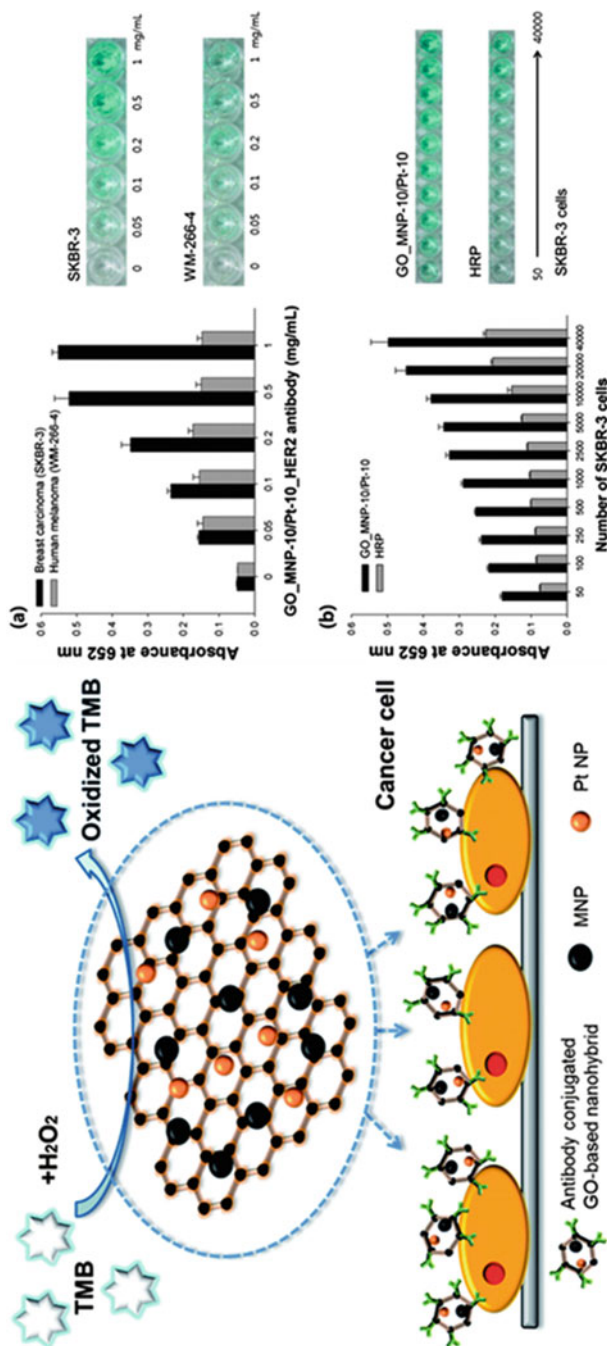 TMB
+H₂O₂
Oxidized TMB
Cancer cell
Antibody conjugated
GO-based nanohybrid
MNP
Pt NP
(a)
Absorbance at 652 nm
0.6
0.5
0.4
0.3
0.2
0.1
0.0
Breast carcinoma (SKBR-3)
Human melanoma (WM-266-4)
0 0.05 0.1 0.2 0.5 1
GO_MNP-10/Pt-10_HER2 antibody (mg/mL)
SKBR-3
0 0.05 0.1 0.2 0.5 1 mg/mL
WM-266-4
0 0.05 0.1 0.2 0.5 1 mg/mL
(b)
Absorbance at 652 nm
0.6
0.5
0.4
0.3
0.2
0.1
0.0
GO_MNP-10/Pt-10
HRP
50 100 250 500 1000 2500 5000 10000 20000 40000
Number of SKBR-3 cells
GO_MNP-10/Pt-10
HRP
50 40000
SKBR-3 cells